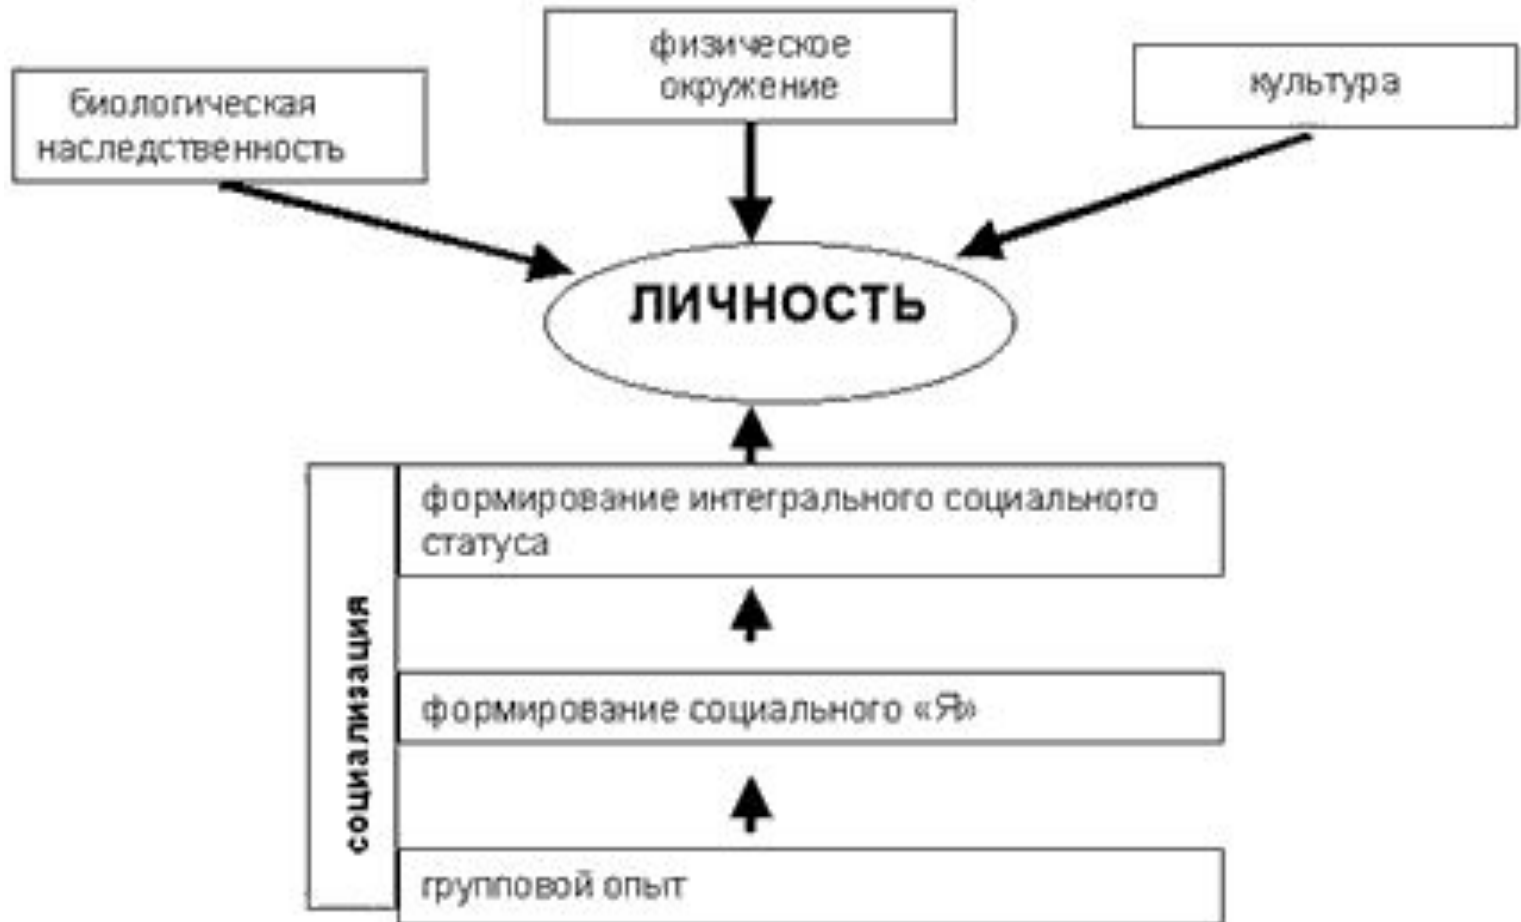 физическое
окружение
биологическая
наследственность
культура
ЛИЧНОСТЬ
формирование интегрального социального
статуса
социализация
формирование социального «Я»
групповой опыт